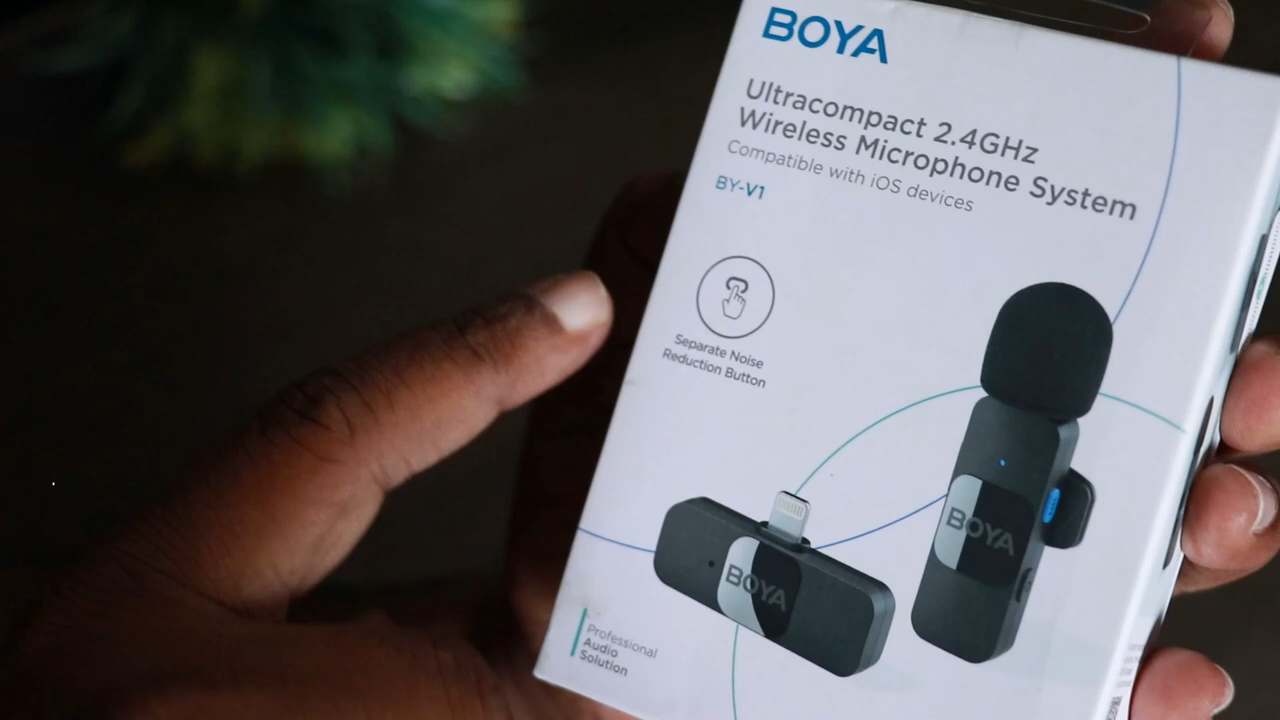 BOYA
Ultracompact 2.4GHz
Wireless Microphone System
Compatible with iOS devices
BY-V1
Separate Noise
Reduction Button
BOYA
BOYA
Professional
Audio
Solution